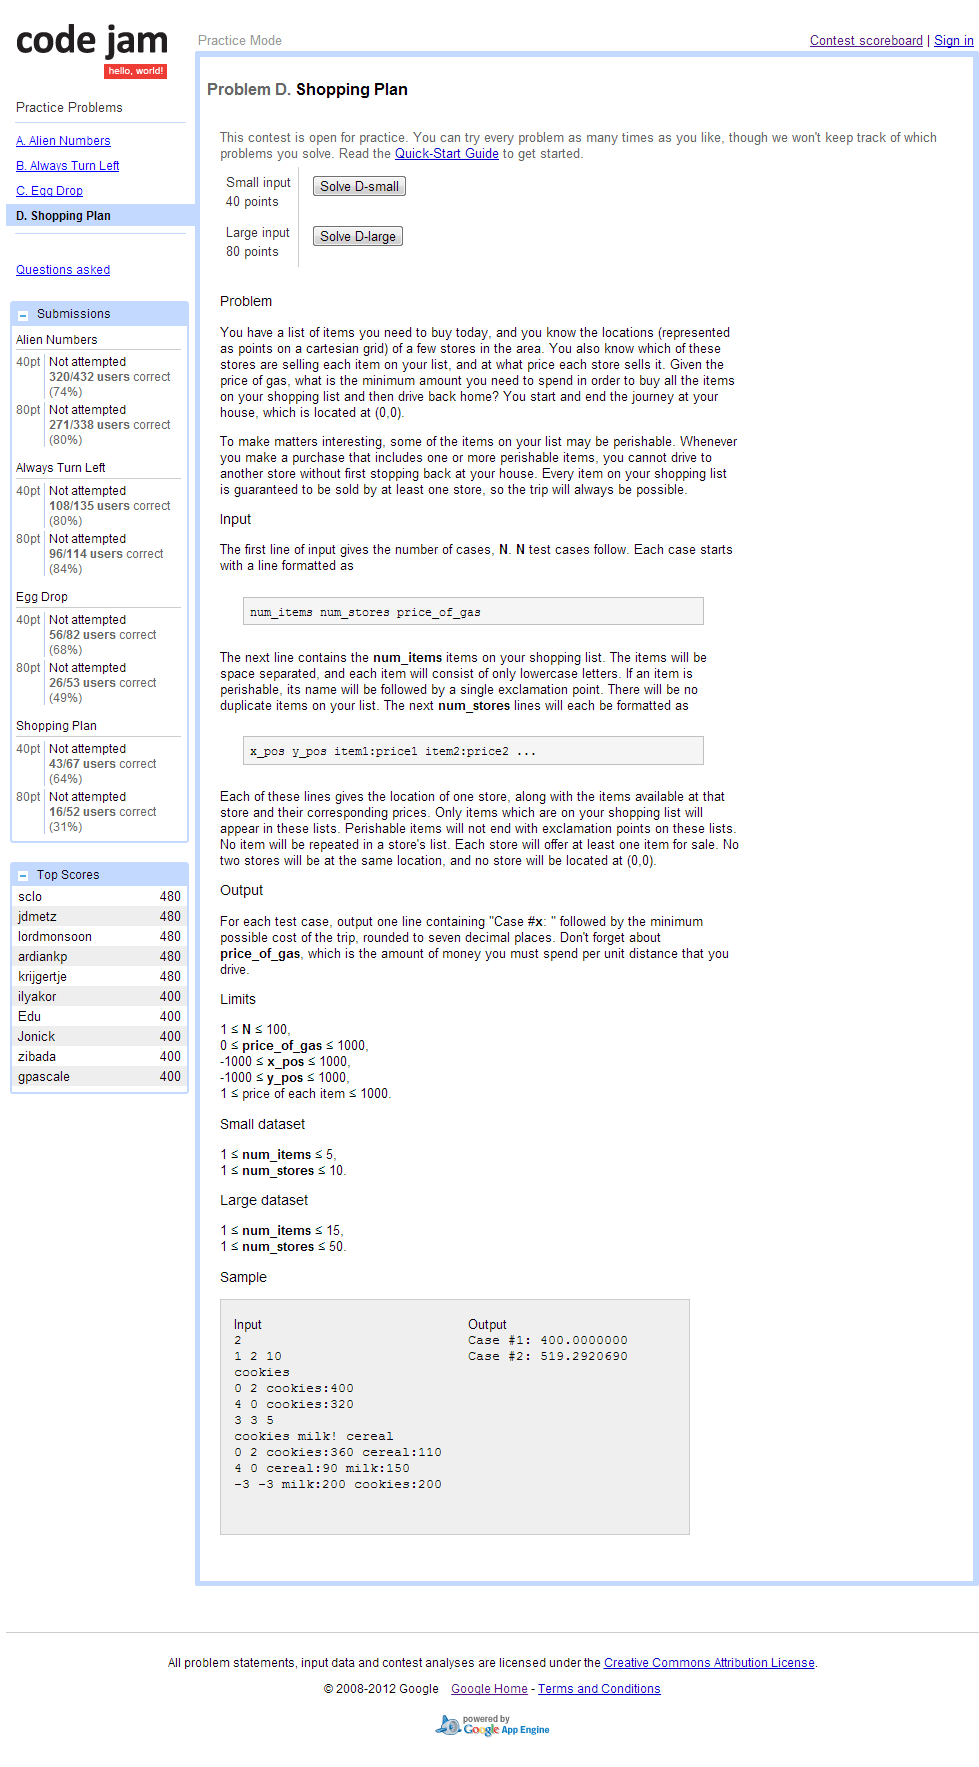 code jam
hello, world!
Practice Mode
Contest scoreboard | Sign in
Practice Problems
A. Alien Numbers
B. Always Turn Left
C. Egg Drop
D. Shopping Plan
Questions asked
Submissions
Alien Numbers
40pt Not attempted
320/432 users correct
(74%)
80pt Not attempted
271/338 users correct
(80%)
Always Turn Left
40pt Not attempted
108/135 users correct
(80%)
80pt Not attempted
96/114 users correct
(84%)
Egg Drop
40pt Not attempted
56/82 users correct
(68%)
80pt Not attempted
26/53 users correct
(49%)
Shopping Plan
40pt Not attempted
43/67 users correct
(64%)
80pt Not attempted
16/52 users correct
(31%)
Top Scores
sclo 480
jdmetz 480
lordmonsoon 480
ardiankp 480
krijgertje 480
ilyakor 400
Edu 400
Jonick 400
zibada 400
gpascale 400
Problem D. Shopping Plan
This contest is open for practice. You can try every problem as many times as you like, though we won't keep track of which
problems you solve. Read the Quick-Start Guide to get started.
Small input
40 points
Solve D-small
Large input
80 points
Solve D-large
Problem
You have a list of items you need to buy today, and you know the locations (represented
as points on a cartesian grid) of a few stores in the area. You also know which of these
stores are selling each item on your list, and at what price each store sells it. Given the
price of gas, what is the minimum amount you need to spend in order to buy all the items
on your shopping list and then drive back home? You start and end the journey at your
house, which is located at (0,0).
To make matters interesting, some of the items on your list may be perishable. Whenever
you make a purchase that includes one or more perishable items, you cannot drive to
another store without first stopping back at your house. Every item on your shopping list
is guaranteed to be sold by at least one store, so the trip will always be possible.
Input
The first line of input gives the number of cases, N. N test cases follow. Each case starts
with a line formatted as
num_items num_stores price_of_gas
The next line contains the num_items items on your shopping list. The items will be
space separated, and each item will consist of only lowercase letters. If an item is
perishable, its name will be followed by a single exclamation point. There will be no
duplicate items on your list. The next num_stores lines will each be formatted as
x_pos y_pos item1:price1 item2:price2 ...
Each of these lines gives the location of one store, along with the items available at that
store and their corresponding prices. Only items which are on your shopping list will
appear in these lists. Perishable items will not end with exclamation points on these lists.
No item will be repeated in a store's list. Each store will offer at least one item for sale. No
two stores will be at the same location, and no store will be located at (0,0).
Output
For each test case, output one line containing "Case #x: " followed by the minimum
possible cost of the trip, rounded to seven decimal places. Don't forget about
price_of_gas, which is the amount of money you must spend per unit distance that you
drive.
Limits
1 ≤ N ≤ 100,
0 ≤ price_of_gas ≤ 1000,
-1000 ≤ x_pos ≤ 1000,
-1000 ≤ y_pos ≤ 1000,
1 ≤ price of each item ≤ 1000.
Small dataset
1 ≤ num_items ≤ 5,
1 ≤ num_stores ≤ 10.
Large dataset
1 ≤ num_items ≤ 15,
1 ≤ num_stores ≤ 50.
Sample
Input Output
2 Case #1: 400.0000000
1 2 10 Case #2: 519.2920690
cookies
0 2 cookies:400
4 0 cookies:320
3 3 5
cookies milk! cereal
0 2 cookies:360 cereal:110
4 0 cereal:90 milk:150
-3 -3 milk:200 cookies:200
All problem statements, input data and contest analyses are licensed under the Creative Commons Attribution License.
© 2008-2012 Google Google Home - Terms and Conditions
powered by
Google App Engine